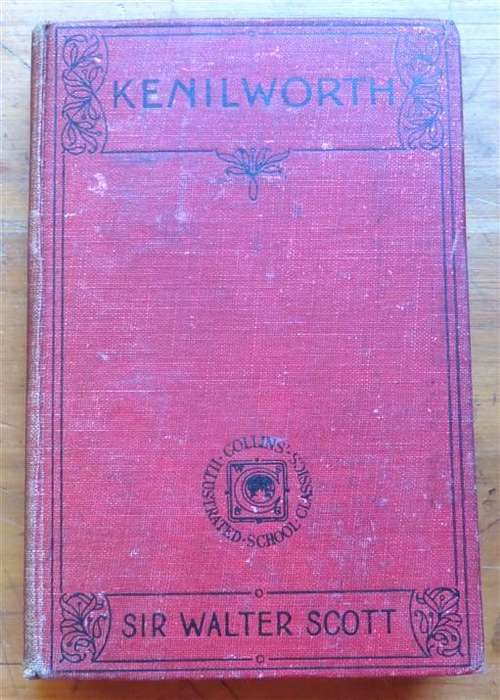 KENILWORTH
COLLINS' ILLUSTRATED SCHOOL CLASSICS
SIR WALTER SCOTT